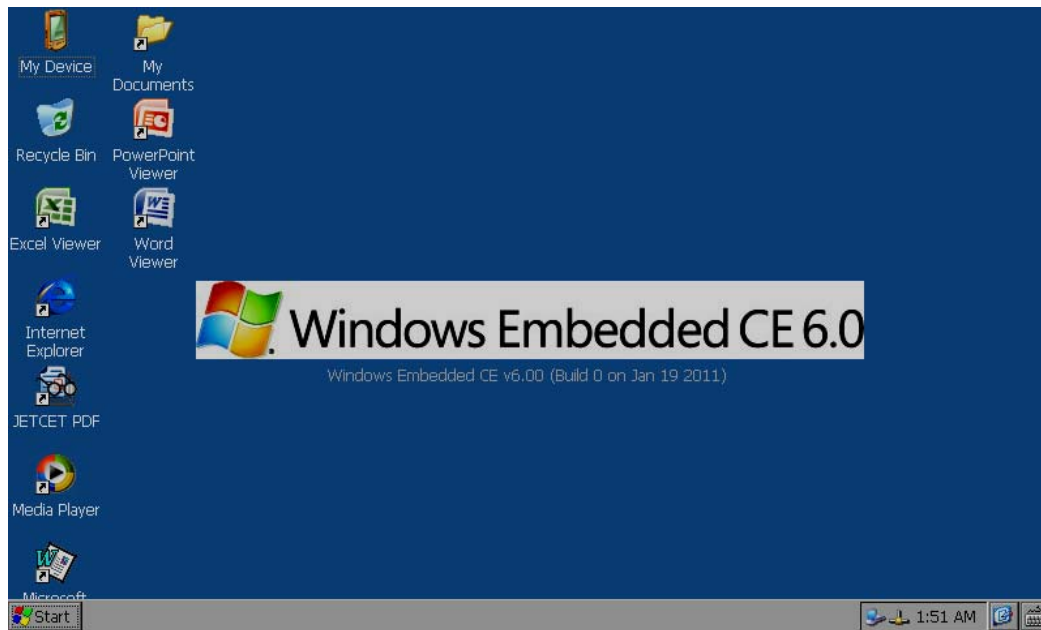 My Device
My
Documents
Recycle Bin
PowerPoint
Viewer
Excel Viewer
Word
Viewer
Internet
Explorer
Windows Embedded CE 6.0
Windows Embedded CE v6.00 (Build 0 on Jan 19 2011)
JETCET PDF
Media Player
Microsoft
Start
1:51 AM